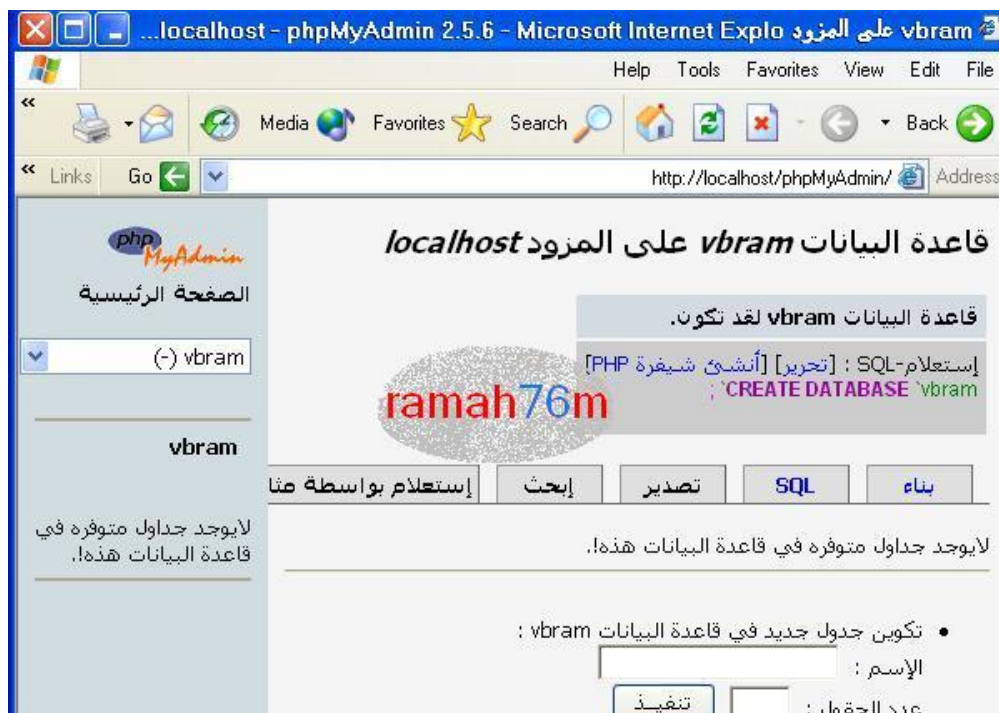 vbram على المزود localhost - phpMyAdmin 2.5.6 - Microsoft Internet Explo...
File Edit View Favorites Tools Help
Back Search Favorites Media
Address http://localhost/phpMyAdmin/ Go Links
قاعدة البيانات vbram على المزود localhost
قاعدة البيانات vbram لقد تكون.
إستعلام-SQL : [تحرير] [أنشئ شيفرة PHP]
CREATE DATABASE `vbram` ;
ramah76m
بناء SQL تصدير إبحث إستعلام بواسطة مثا
لايوجد جداول متوفره في قاعدة البيانات هذه!.
تكوين جدول جديد في قاعدة البيانات vbram :
الإسم :
عدد الحقول : تنفيـذ
php
MyAdmin
الصفحة الرئيسية
vbram (-)
vbram
لايوجد جداول متوفره في
قاعدة البيانات هذه!.